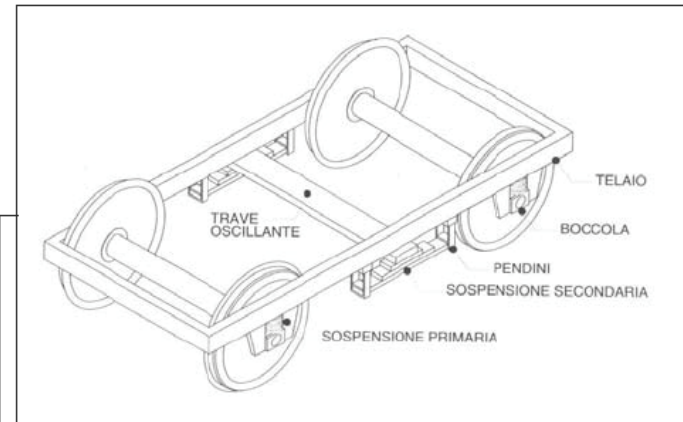 TELAIO
TRAVE
OSCILLANTE
BOCCOLA
PENDINI
SOSPENSIONE SECONDARIA
SOSPENSIONE PRIMARIA